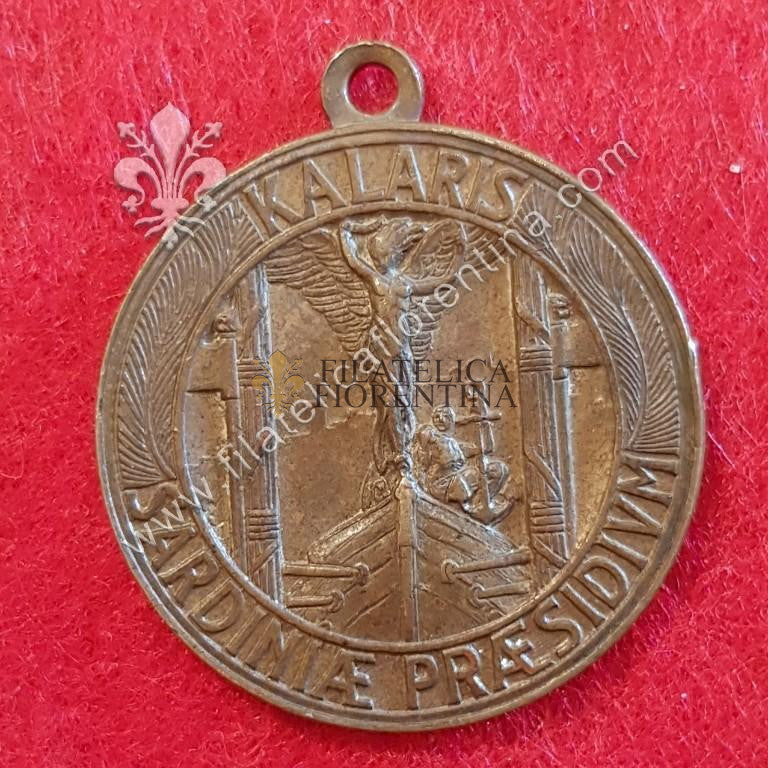 KALARIS
SARDINIÆ PRÆSIDIVM
FILATELICA
FIORENTINA
www.filatelicafiorentina.com